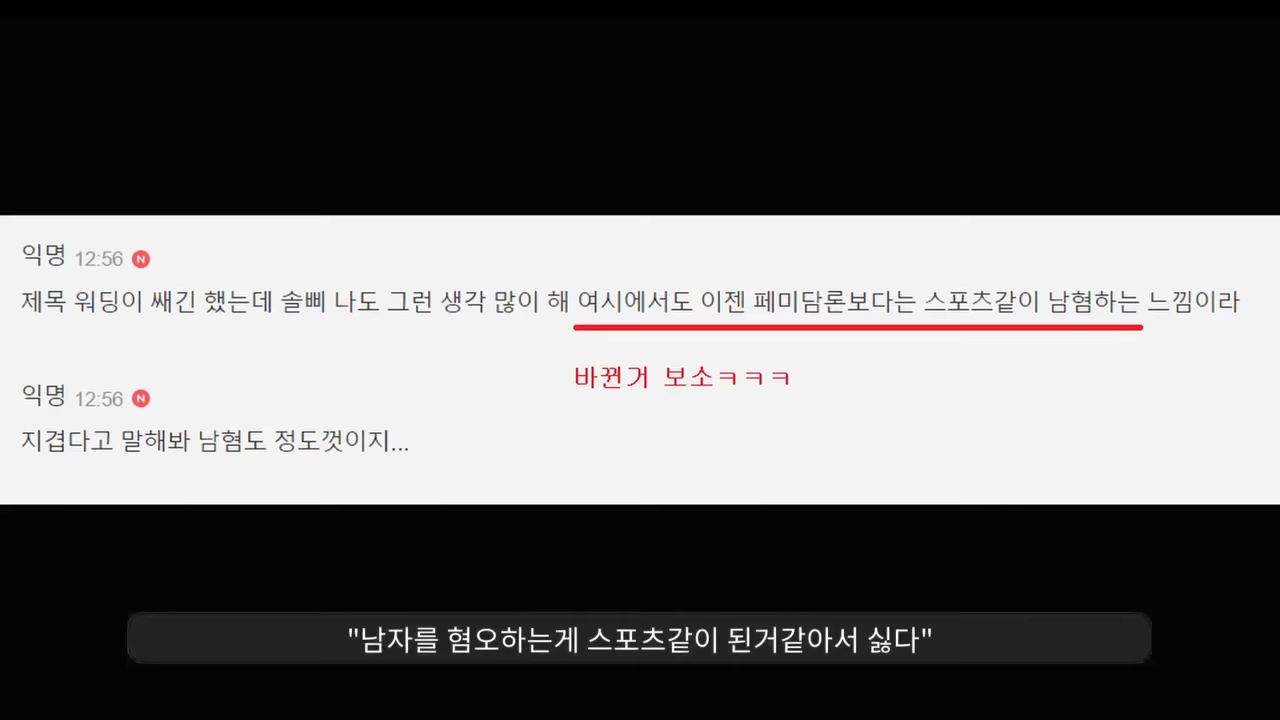 익명 12:56 N
제목 워딩이 쌔긴 했는데 솔삐 나도 그런 생각 많이 해 여시에서도 이젠 페미담론보다는 스포츠같이 남혐하는 느낌이라
바뀐거 보소ㅋㅋㅋ
익명 12:56 N
지겹다고 말해봐 남혐도 정도껏이지...
"남자를 혐오하는게 스포츠같이 된거같아서 싫다"